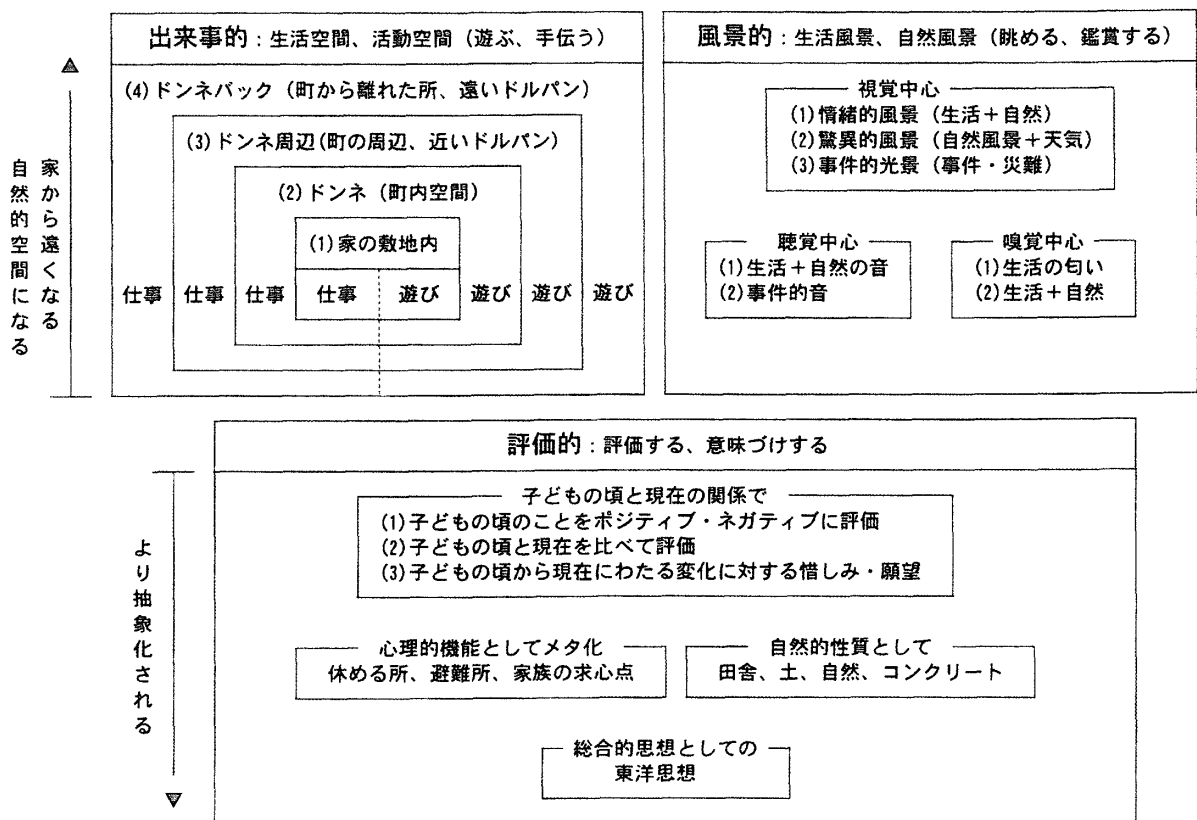 出来事的：生活空間、活動空間（遊ぶ、手伝う）
(4)ドンネバック（町から離れた所、遠いドルパン）
(3)ドンネ周辺(町の周辺、近いドルパン）
(2)ドンネ（町内空間）
(1)家の敷地内
仕事 仕事 仕事 仕事 遊び 遊び 遊び 遊び
家から遠くなる
自然的空間になる
風景的：生活風景、自然風景（眺める、鑑賞する）
視覚中心
(1)情緒的風景（生活＋自然）
(2)驚異的風景（自然風景＋天気）
(3)事件的光景（事件・災難）
聴覚中心
(1)生活＋自然の音
(2)事件的音
嗅覚中心
(1)生活の匂い
(2)生活＋自然
評価的：評価する、意味づけする
より抽象化される
子どもの頃と現在の関係で
(1)子どもの頃のことをポジティブ・ネガティブに評価
(2)子どもの頃と現在を比べて評価
(3)子どもの頃から現在にわたる変化に対する惜しみ・願望
心理的機能としてメタ化
休める所、避難所、家族の求心点
自然的性質として
田舎、土、自然、コンクリート
総合的思想としての
東洋思想